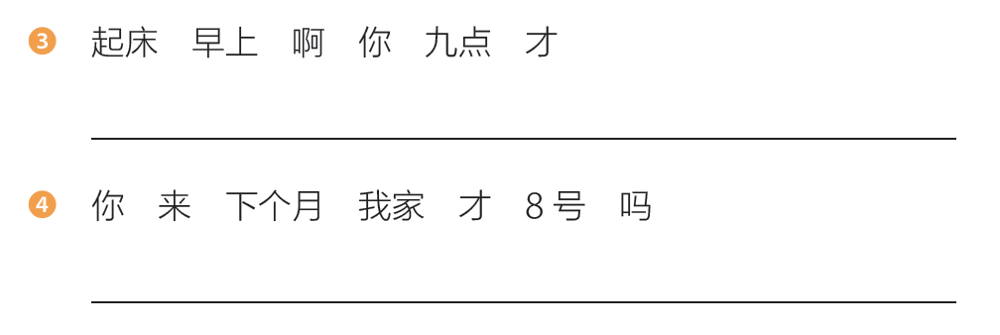 3 起床 早上 啊 你 九点 才
4 你 来 下个月 我家 才 8 号 吗